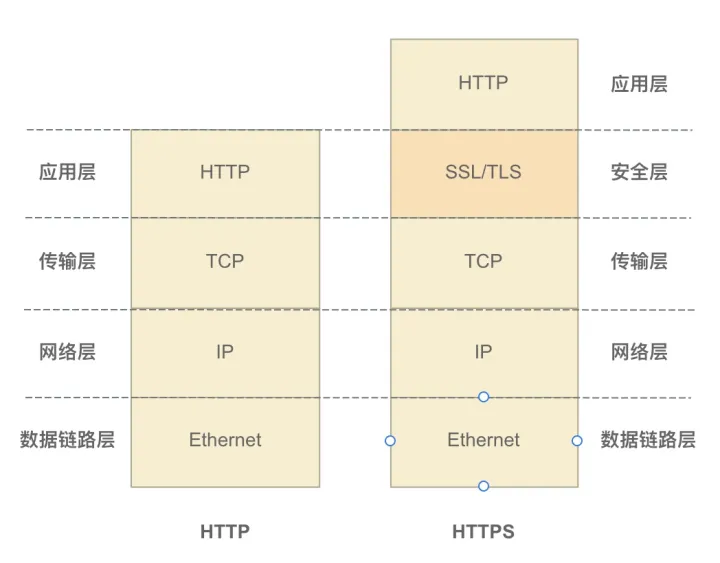 HTTP 应用层
应用层 HTTP SSL/TLS 安全层
传输层 TCP TCP 传输层
网络层 IP IP 网络层
数据链路层 Ethernet Ethernet 数据链路层
HTTP HTTPS